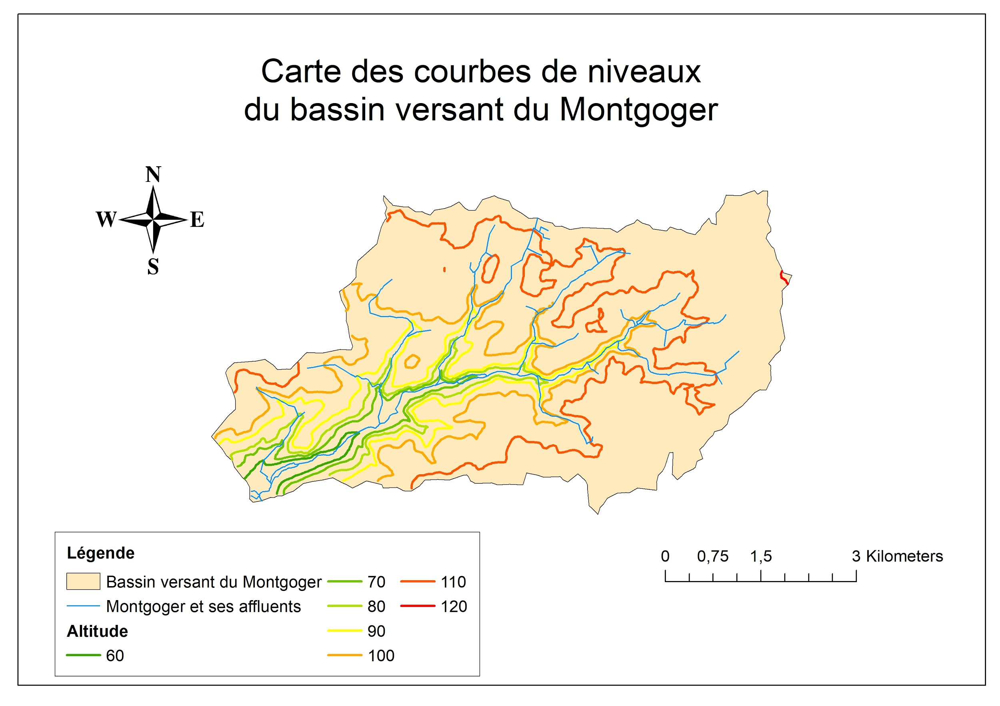 Carte des courbes de niveaux
du bassin versant du Montgoger
N
W
E
S
Légende
Bassin versant du Montgoger
Montgoger et ses affluents
Altitude
60
70
80
90
100
110
120
0 0,75 1,5 3 Kilometers